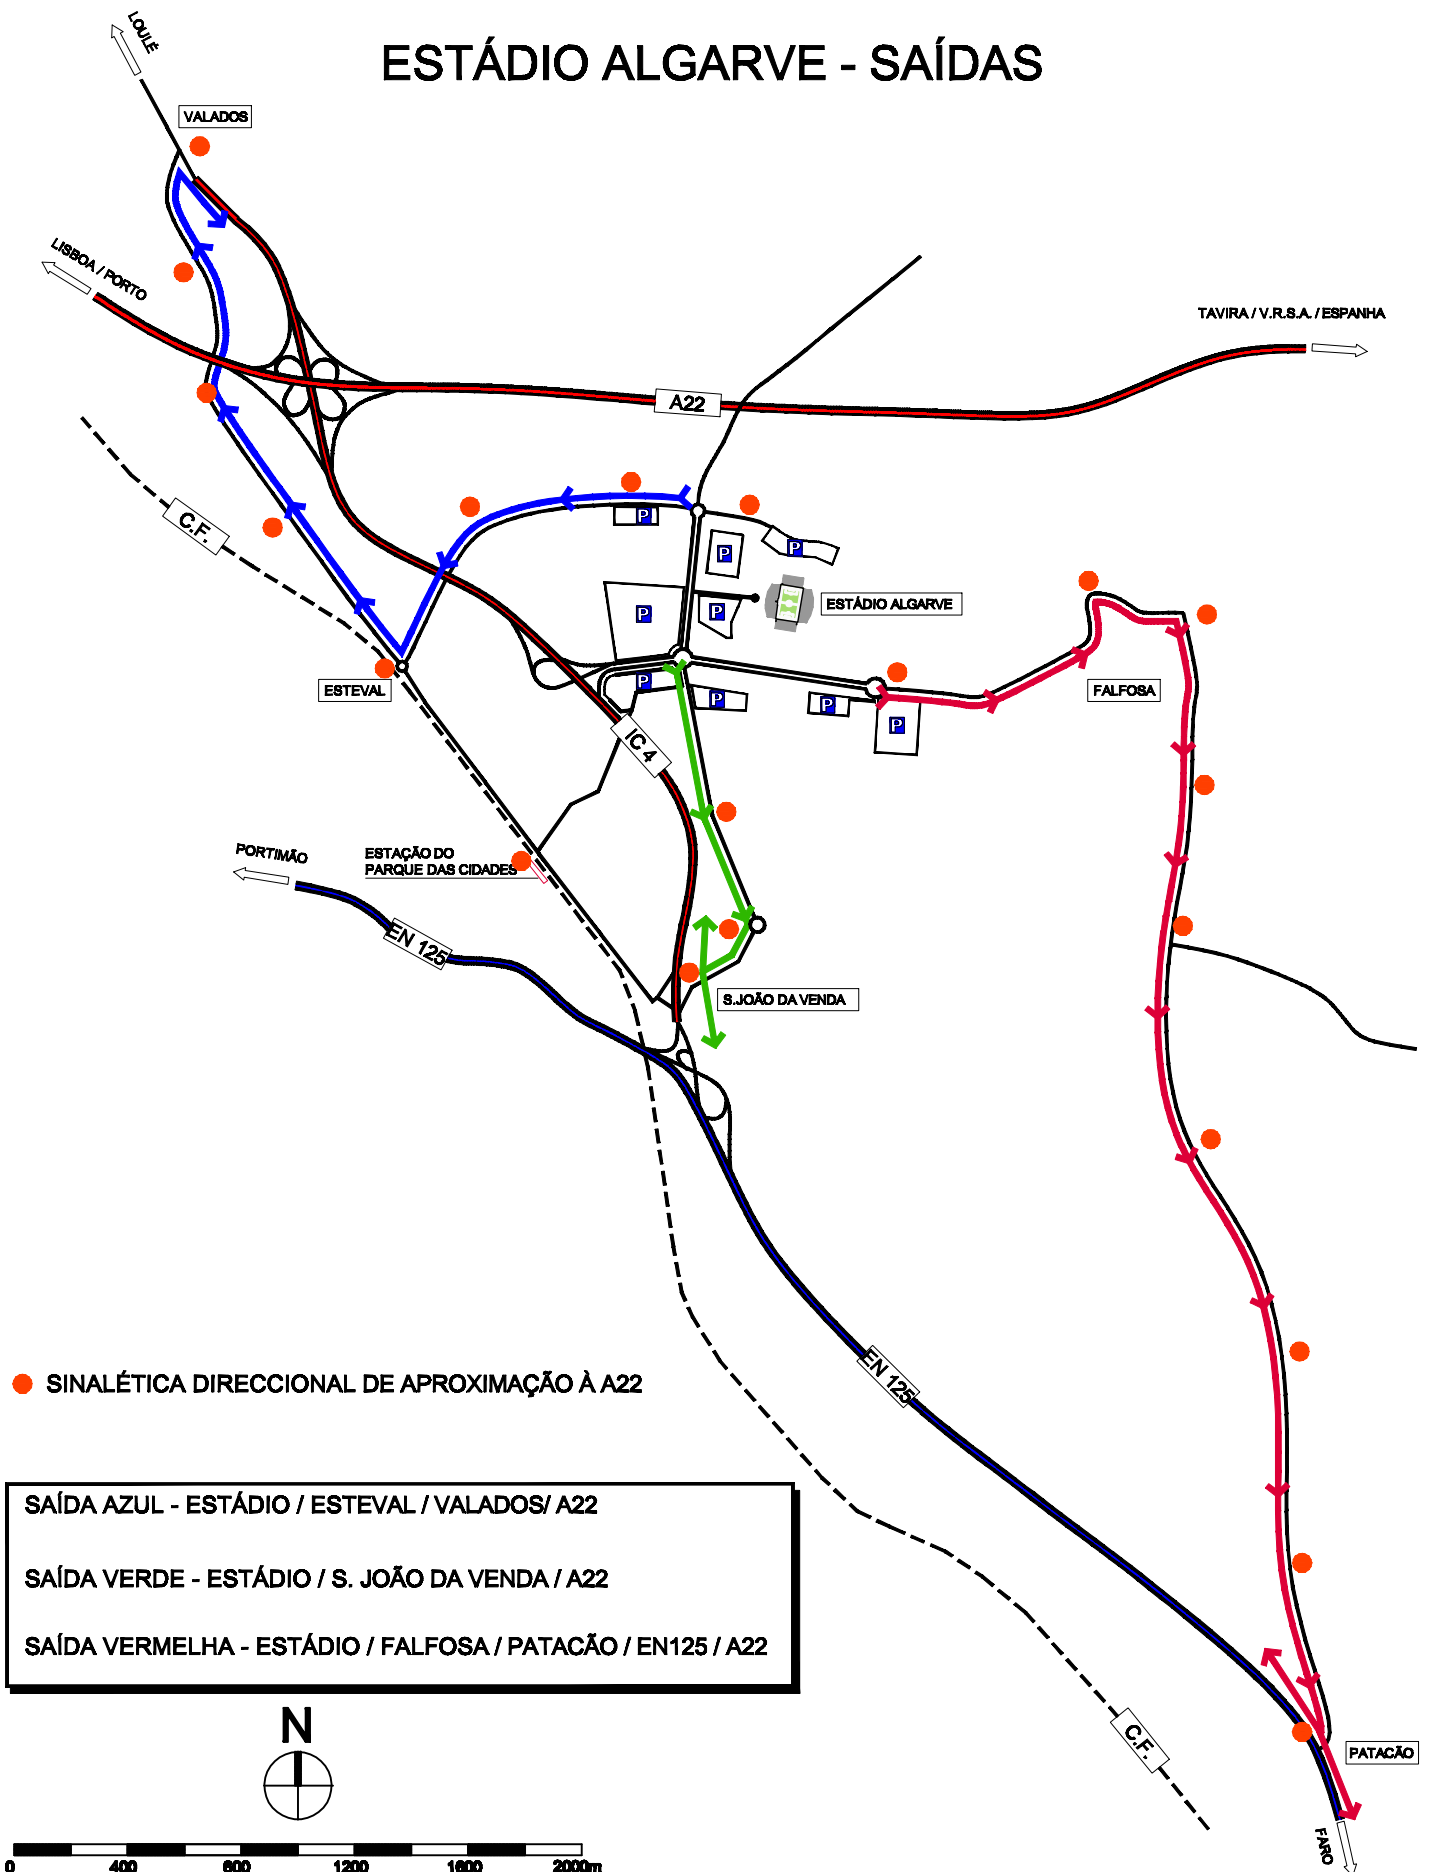 ESTÁDIO ALGARVE - SAÍDAS
LOULÉ
VALADOS
LISBOA / PORTO
TAVIRA / V.R.S.A. / ESPANHA
A22
C.F.
P
P
P
P
P
ESTÁDIO ALGARVE
ESTEVAL
P
P
P
P
FALFOSA
IC 4
PORTIMÃO
ESTAÇÃO DO
PARQUE DAS CIDADES
EN 125
S.JOÃO DA VENDA
EN 125
SINALÉTICA DIRECCIONAL DE APROXIMAÇÃO À A22
SAÍDA AZUL - ESTÁDIO / ESTEVAL / VALADOS/ A22
SAÍDA VERDE - ESTÁDIO / S. JOÃO DA VENDA / A22
SAÍDA VERMELHA - ESTÁDIO / FALFOSA / PATACÃO / EN125 / A22
N
C.F.
PATACÃO
FARO
0 400 800 1200 1600 2000m